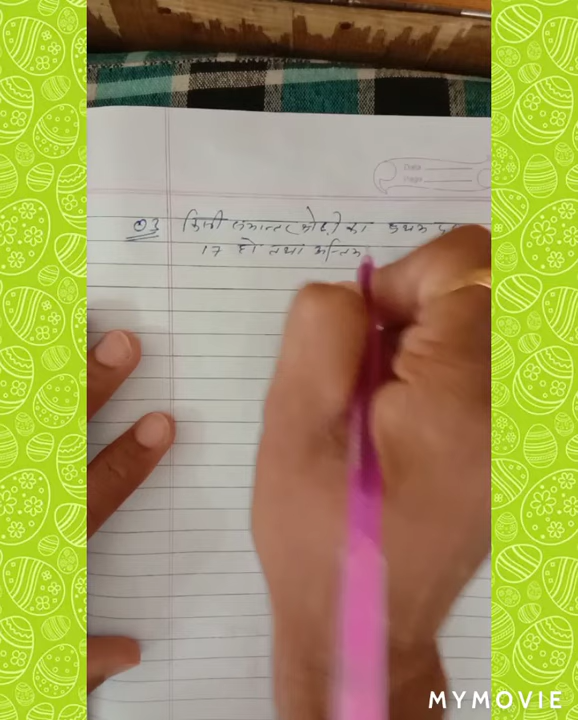 Date
Page
Q3 किसी समान्तर श्रेढ़ी का प्रथम
17 हो तथा अन्तिम
MYMOVIE